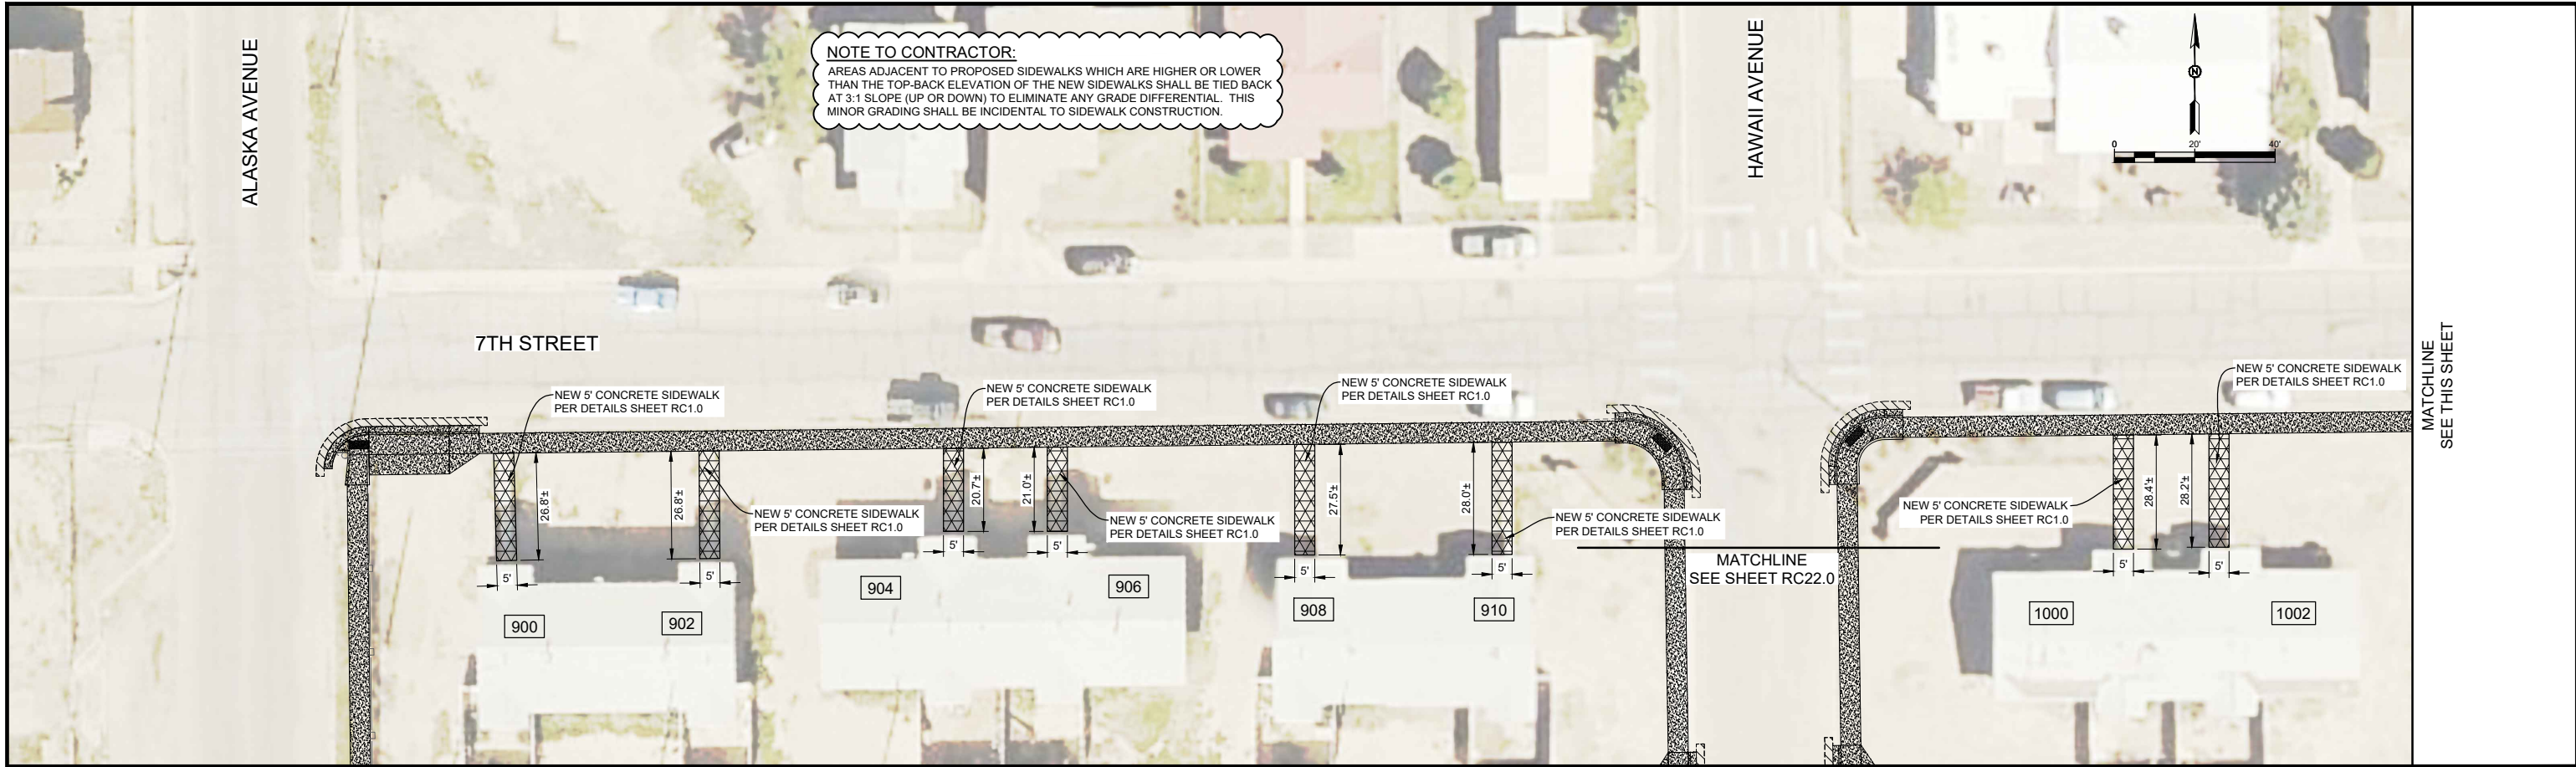 ALASKA AVENUE
NOTE TO CONTRACTOR:
AREAS ADJACENT TO PROPOSED SIDEWALKS WHICH ARE HIGHER OR LOWER
THAN THE TOP-BACK ELEVATION OF THE NEW SIDEWALKS SHALL BE TIED BACK
AT 3:1 SLOPE (UP OR DOWN) TO ELIMINATE ANY GRADE DIFFERENTIAL. THIS
MINOR GRADING SHALL BE INCIDENTAL TO SIDEWALK CONSTRUCTION.
HAWAII AVENUE
N
0 20' 40'
7TH STREET
MATCHLINE
SEE THIS SHEET
NEW 5' CONCRETE SIDEWALK
PER DETAILS SHEET RC1.0
NEW 5' CONCRETE SIDEWALK
PER DETAILS SHEET RC1.0
NEW 5' CONCRETE SIDEWALK
PER DETAILS SHEET RC1.0
NEW 5' CONCRETE SIDEWALK
PER DETAILS SHEET RC1.0
26.8'±
26.8'±
20.7'±
21.0'±
27.5'±
28.0'±
28.4'±
28.2'±
NEW 5' CONCRETE SIDEWALK
PER DETAILS SHEET RC1.0
NEW 5' CONCRETE SIDEWALK
PER DETAILS SHEET RC1.0
NEW 5' CONCRETE SIDEWALK
PER DETAILS SHEET RC1.0
NEW 5' CONCRETE SIDEWALK
PER DETAILS SHEET RC1.0
5'
5'
5'
5'
5'
5'
5'
5'
MATCHLINE
SEE SHEET RC22.0
900
902
904
906
908
910
1000
1002